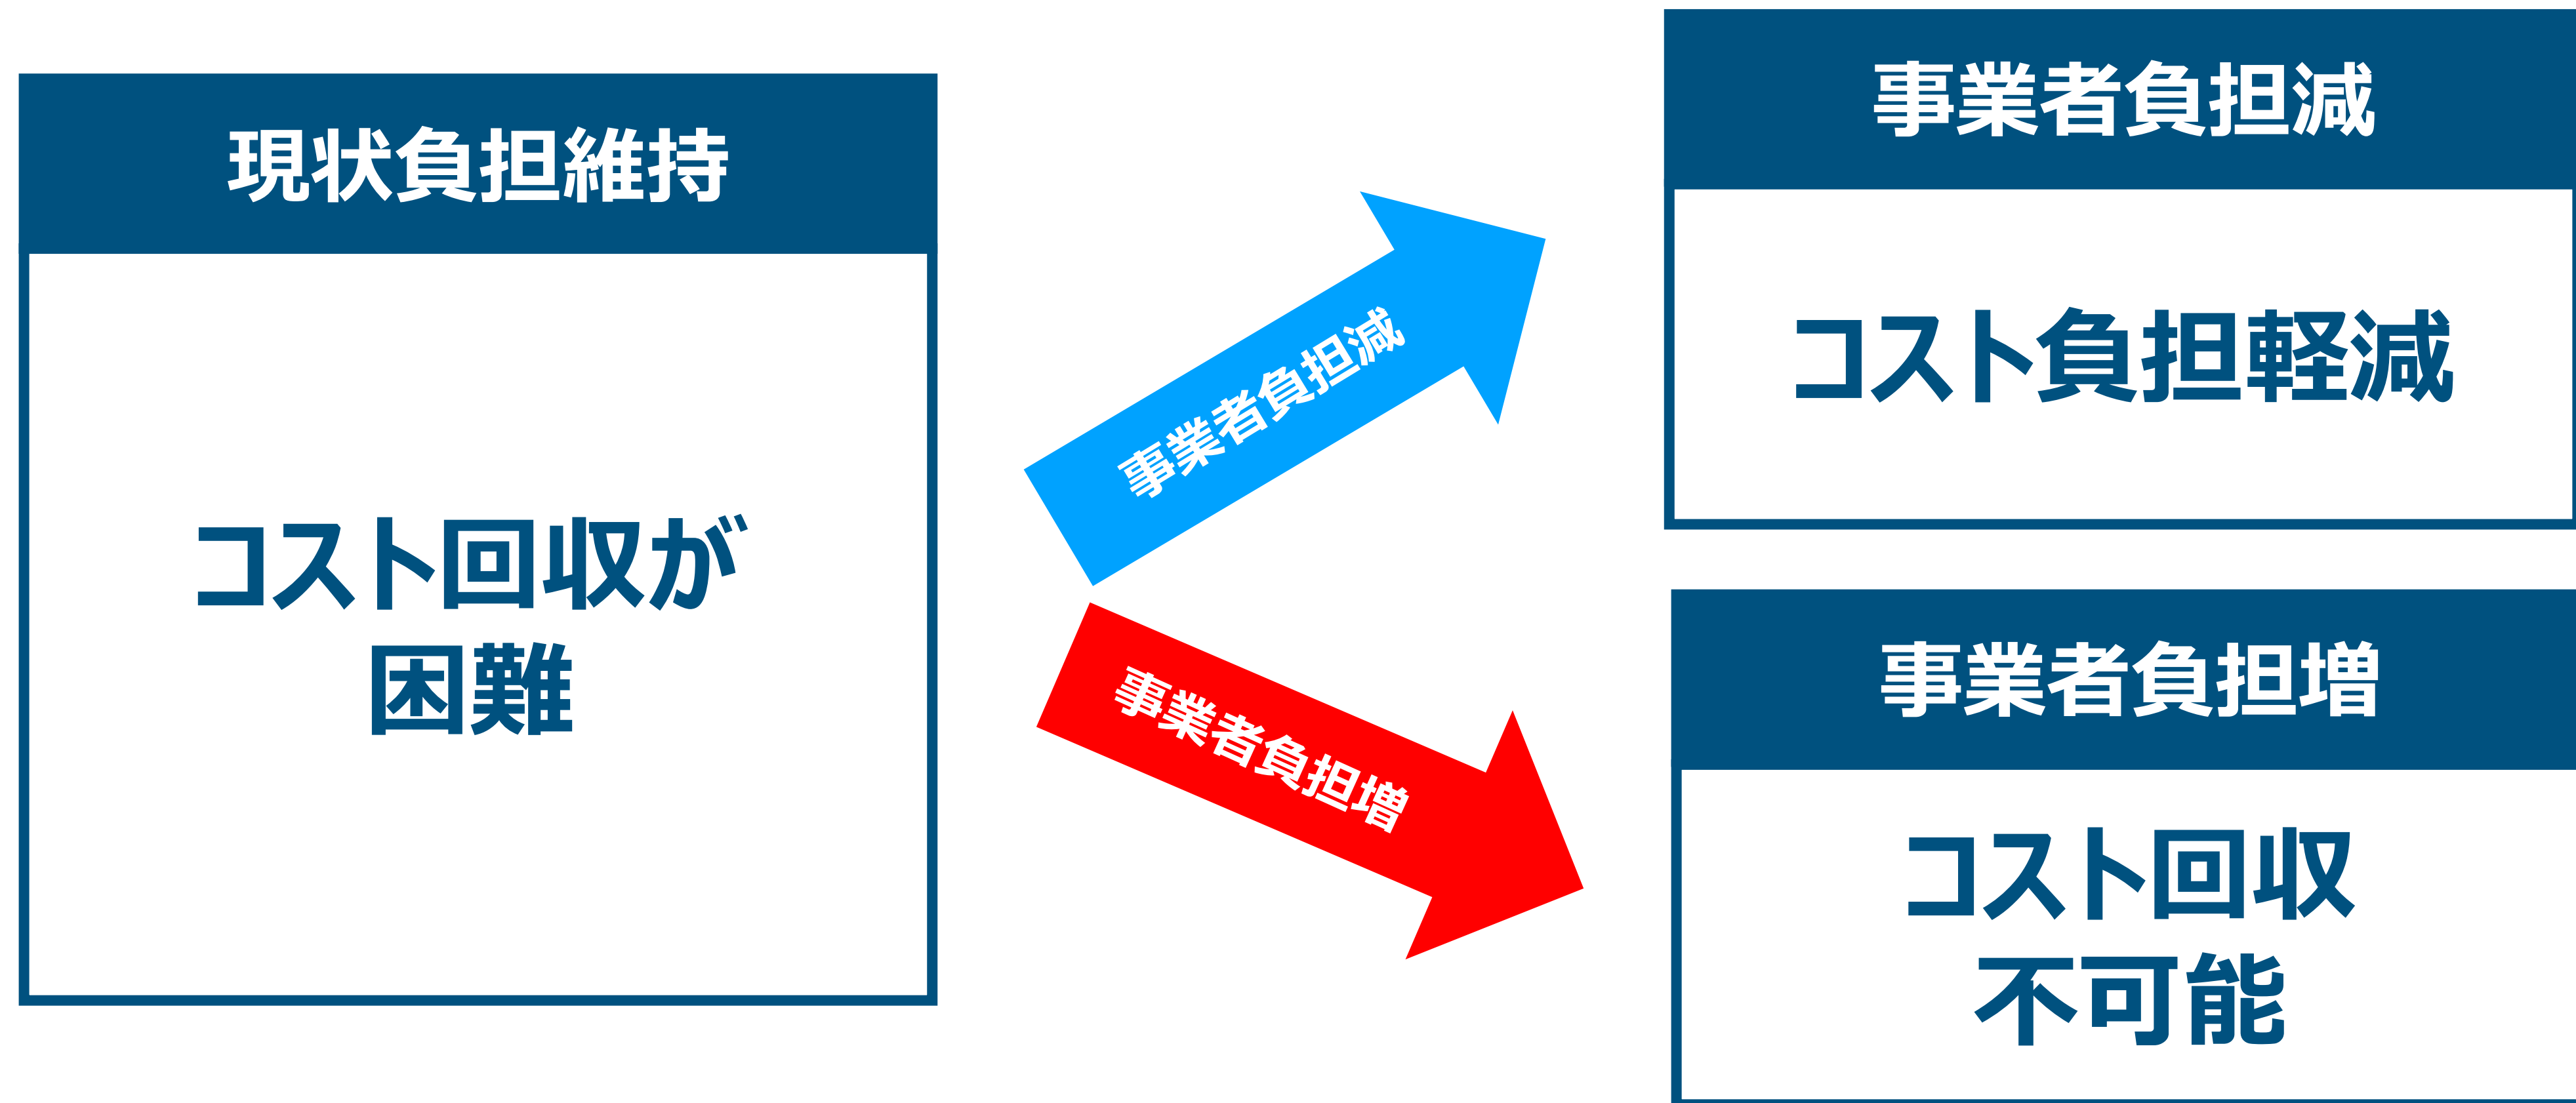 現状負担維持
コスト回収が
困難
事業者負担減
事業者負担増
事業者負担減
コスト負担軽減
事業者負担増
コスト回収
不可能